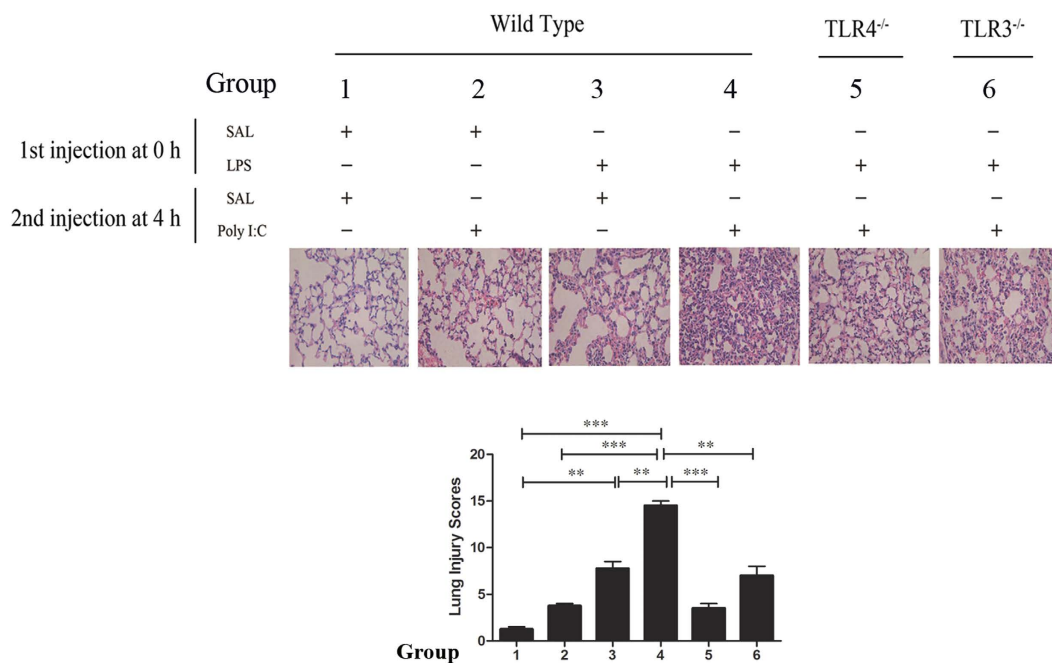 Wild Type TLR4-/- TLR3-/-
Group 1 2 3 4 5 6
1st injection at 0 h
SAL + + − − − −
LPS − − + + + +
2nd injection at 4 h
SAL + − + − − −
Poly I:C − + − + + +
***
*** **
** ** ***
Lung Injury Scores
20
15
10
5
0
Group 1 2 3 4 5 6